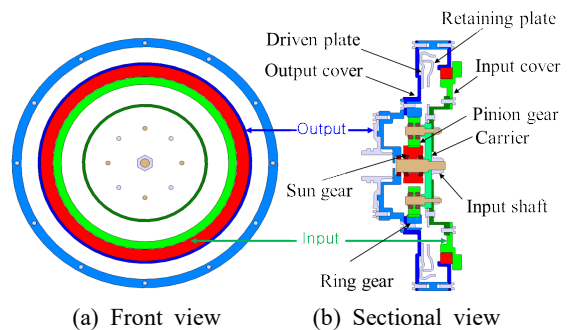 Retaining plate
Driven plate
Output cover
Input cover
Output
Pinion gear
Carrier
Sun gear
Input shaft
Input
Ring gear
(a) Front view
(b) Sectional view